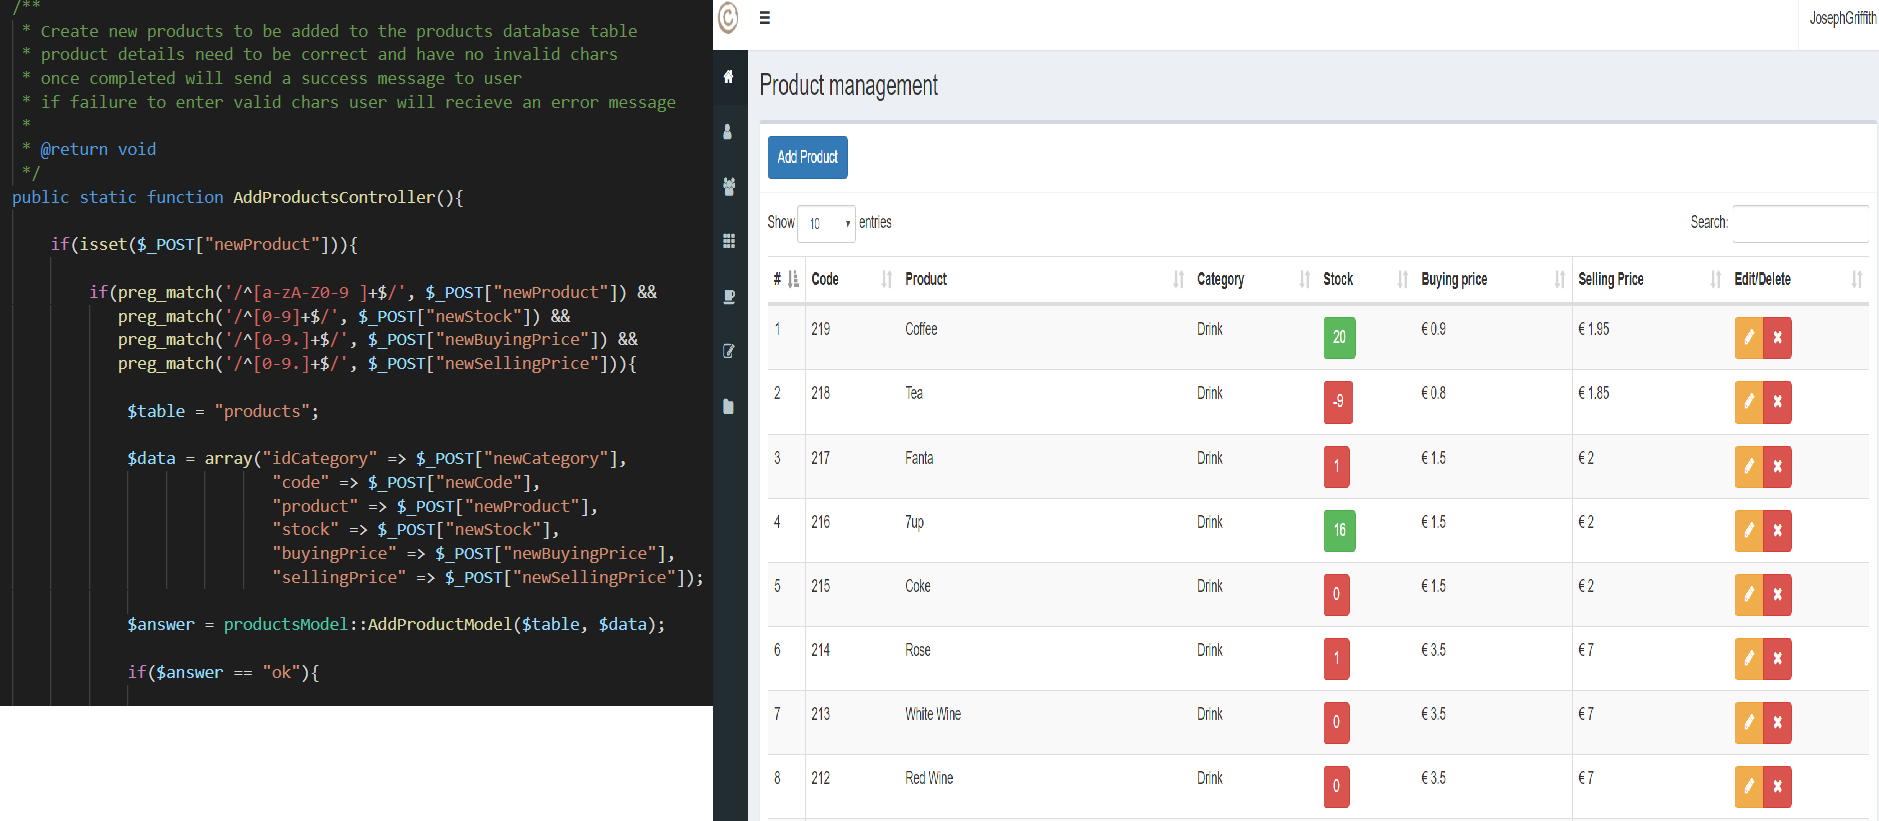 /**
* Create new products to be added to the products database table
* product details need to be correct and have no invalid chars
* once completed will send a success message to user
* if failure to enter valid chars user will recieve an error message
*
* @return void
*/
public static function AddProductsController(){
if(isset($_POST["newProduct"])){
if(preg_match('/^[a-zA-Z0-9 ]+$/', $_POST["newProduct"]) &&
preg_match('/^[0-9]+$/', $_POST["newStock"]) &&
preg_match('/^[0-9.]+$/', $_POST["newBuyingPrice"]) &&
preg_match('/^[0-9.]+$/', $_POST["newSellingPrice"])){
$table = "products";
$data = array("idCategory" => $_POST["newCategory"],
"code" => $_POST["newCode"],
"product" => $_POST["newProduct"],
"stock" => $_POST["newStock"],
"buyingPrice" => $_POST["newBuyingPrice"],
"sellingPrice" => $_POST["newSellingPrice"]);
$answer = productsModel::AddProductModel($table, $data);
if($answer == "ok"){
©
JosephGriffith
Product management
Add Product
Show 10 entries Search:
# Code Product Category Stock Buying price Selling Price Edit/Delete
1 219 Coffee Drink 20 € 0.9 € 1.95
2 218 Tea Drink -9 € 0.8 € 1.85
3 217 Fanta Drink 1 € 1.5 € 2
4 216 7up Drink 16 € 1.5 € 2
5 215 Coke Drink 0 € 1.5 € 2
6 214 Rose Drink 1 € 3.5 € 7
7 213 White Wine Drink 0 € 3.5 € 7
8 212 Red Wine Drink 0 € 3.5 € 7